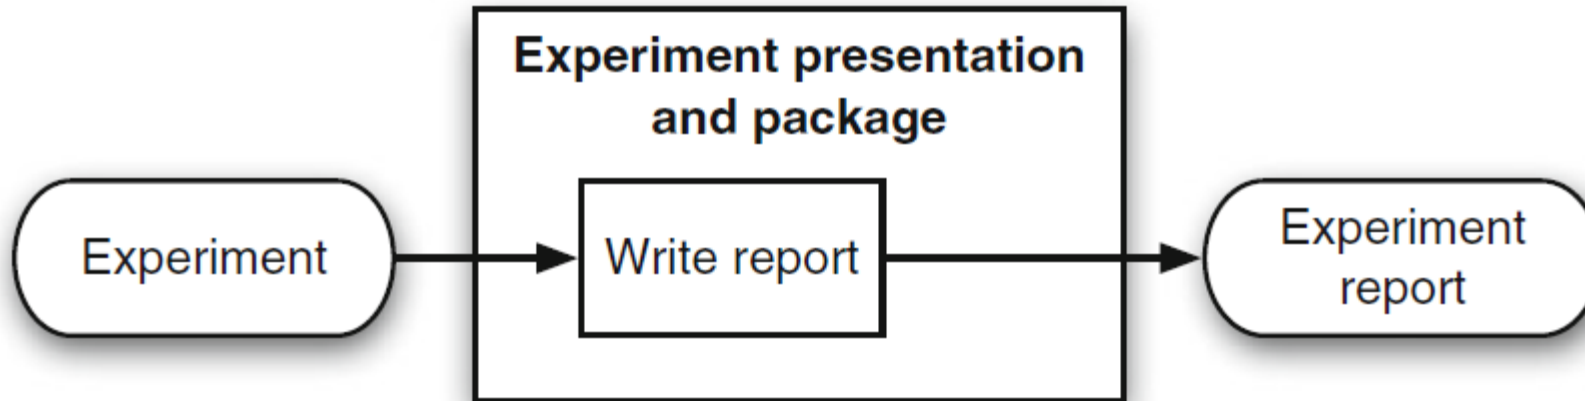 Experiment presentation
and package
Experiment
Write report
Experiment
report